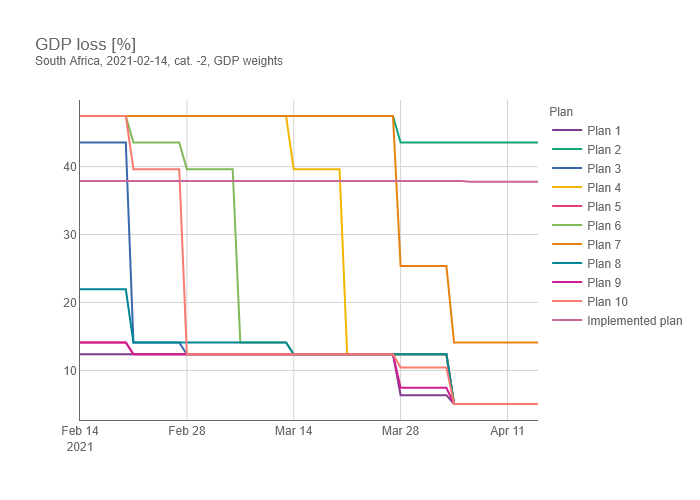 GDP loss [%]
South Africa, 2021-02-14, cat. -2, GDP weights
Plan
Plan 1
Plan 2
Plan 3
Plan 4
Plan 5
Plan 6
Plan 7
Plan 8
Plan 9
Plan 10
Implemented plan
40
30
20
10
Feb 14
2021
Feb 28
Mar 14
Mar 28
Apr 11